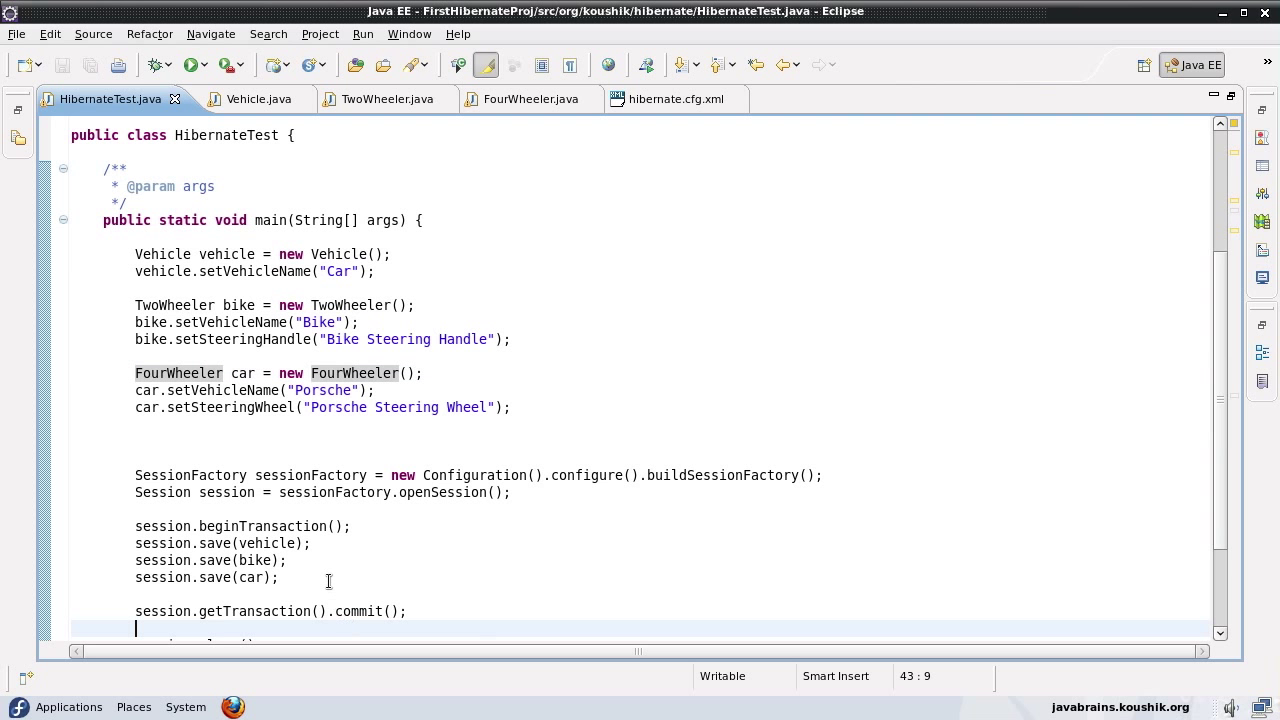 Java EE - FirstHibernateProj/src/org/koushik/hibernate/HibernateTest.java - Eclipse
File Edit Source Refactor Navigate Search Project Run Window Help
Java EE
HibernateTest.java Vehicle.java TwoWheeler.java FourWheeler.java hibernate.cfg.xml
public class HibernateTest {
/**
* @param args
*/
public static void main(String[] args) {
Vehicle vehicle = new Vehicle();
vehicle.setVehicleName("Car");
TwoWheeler bike = new TwoWheeler();
bike.setVehicleName("Bike");
bike.setSteeringHandle("Bike Steering Handle");
FourWheeler car = new FourWheeler();
car.setVehicleName("Porsche");
car.setSteeringWheel("Porsche Steering Wheel");
SessionFactory sessionFactory = new Configuration().configure().buildSessionFactory();
Session session = sessionFactory.openSession();
session.beginTransaction();
session.save(vehicle);
session.save(bike);
session.save(car);
session.getTransaction().commit();
Writable Smart Insert 43 : 9
Applications Places System javabrains.koushik.org